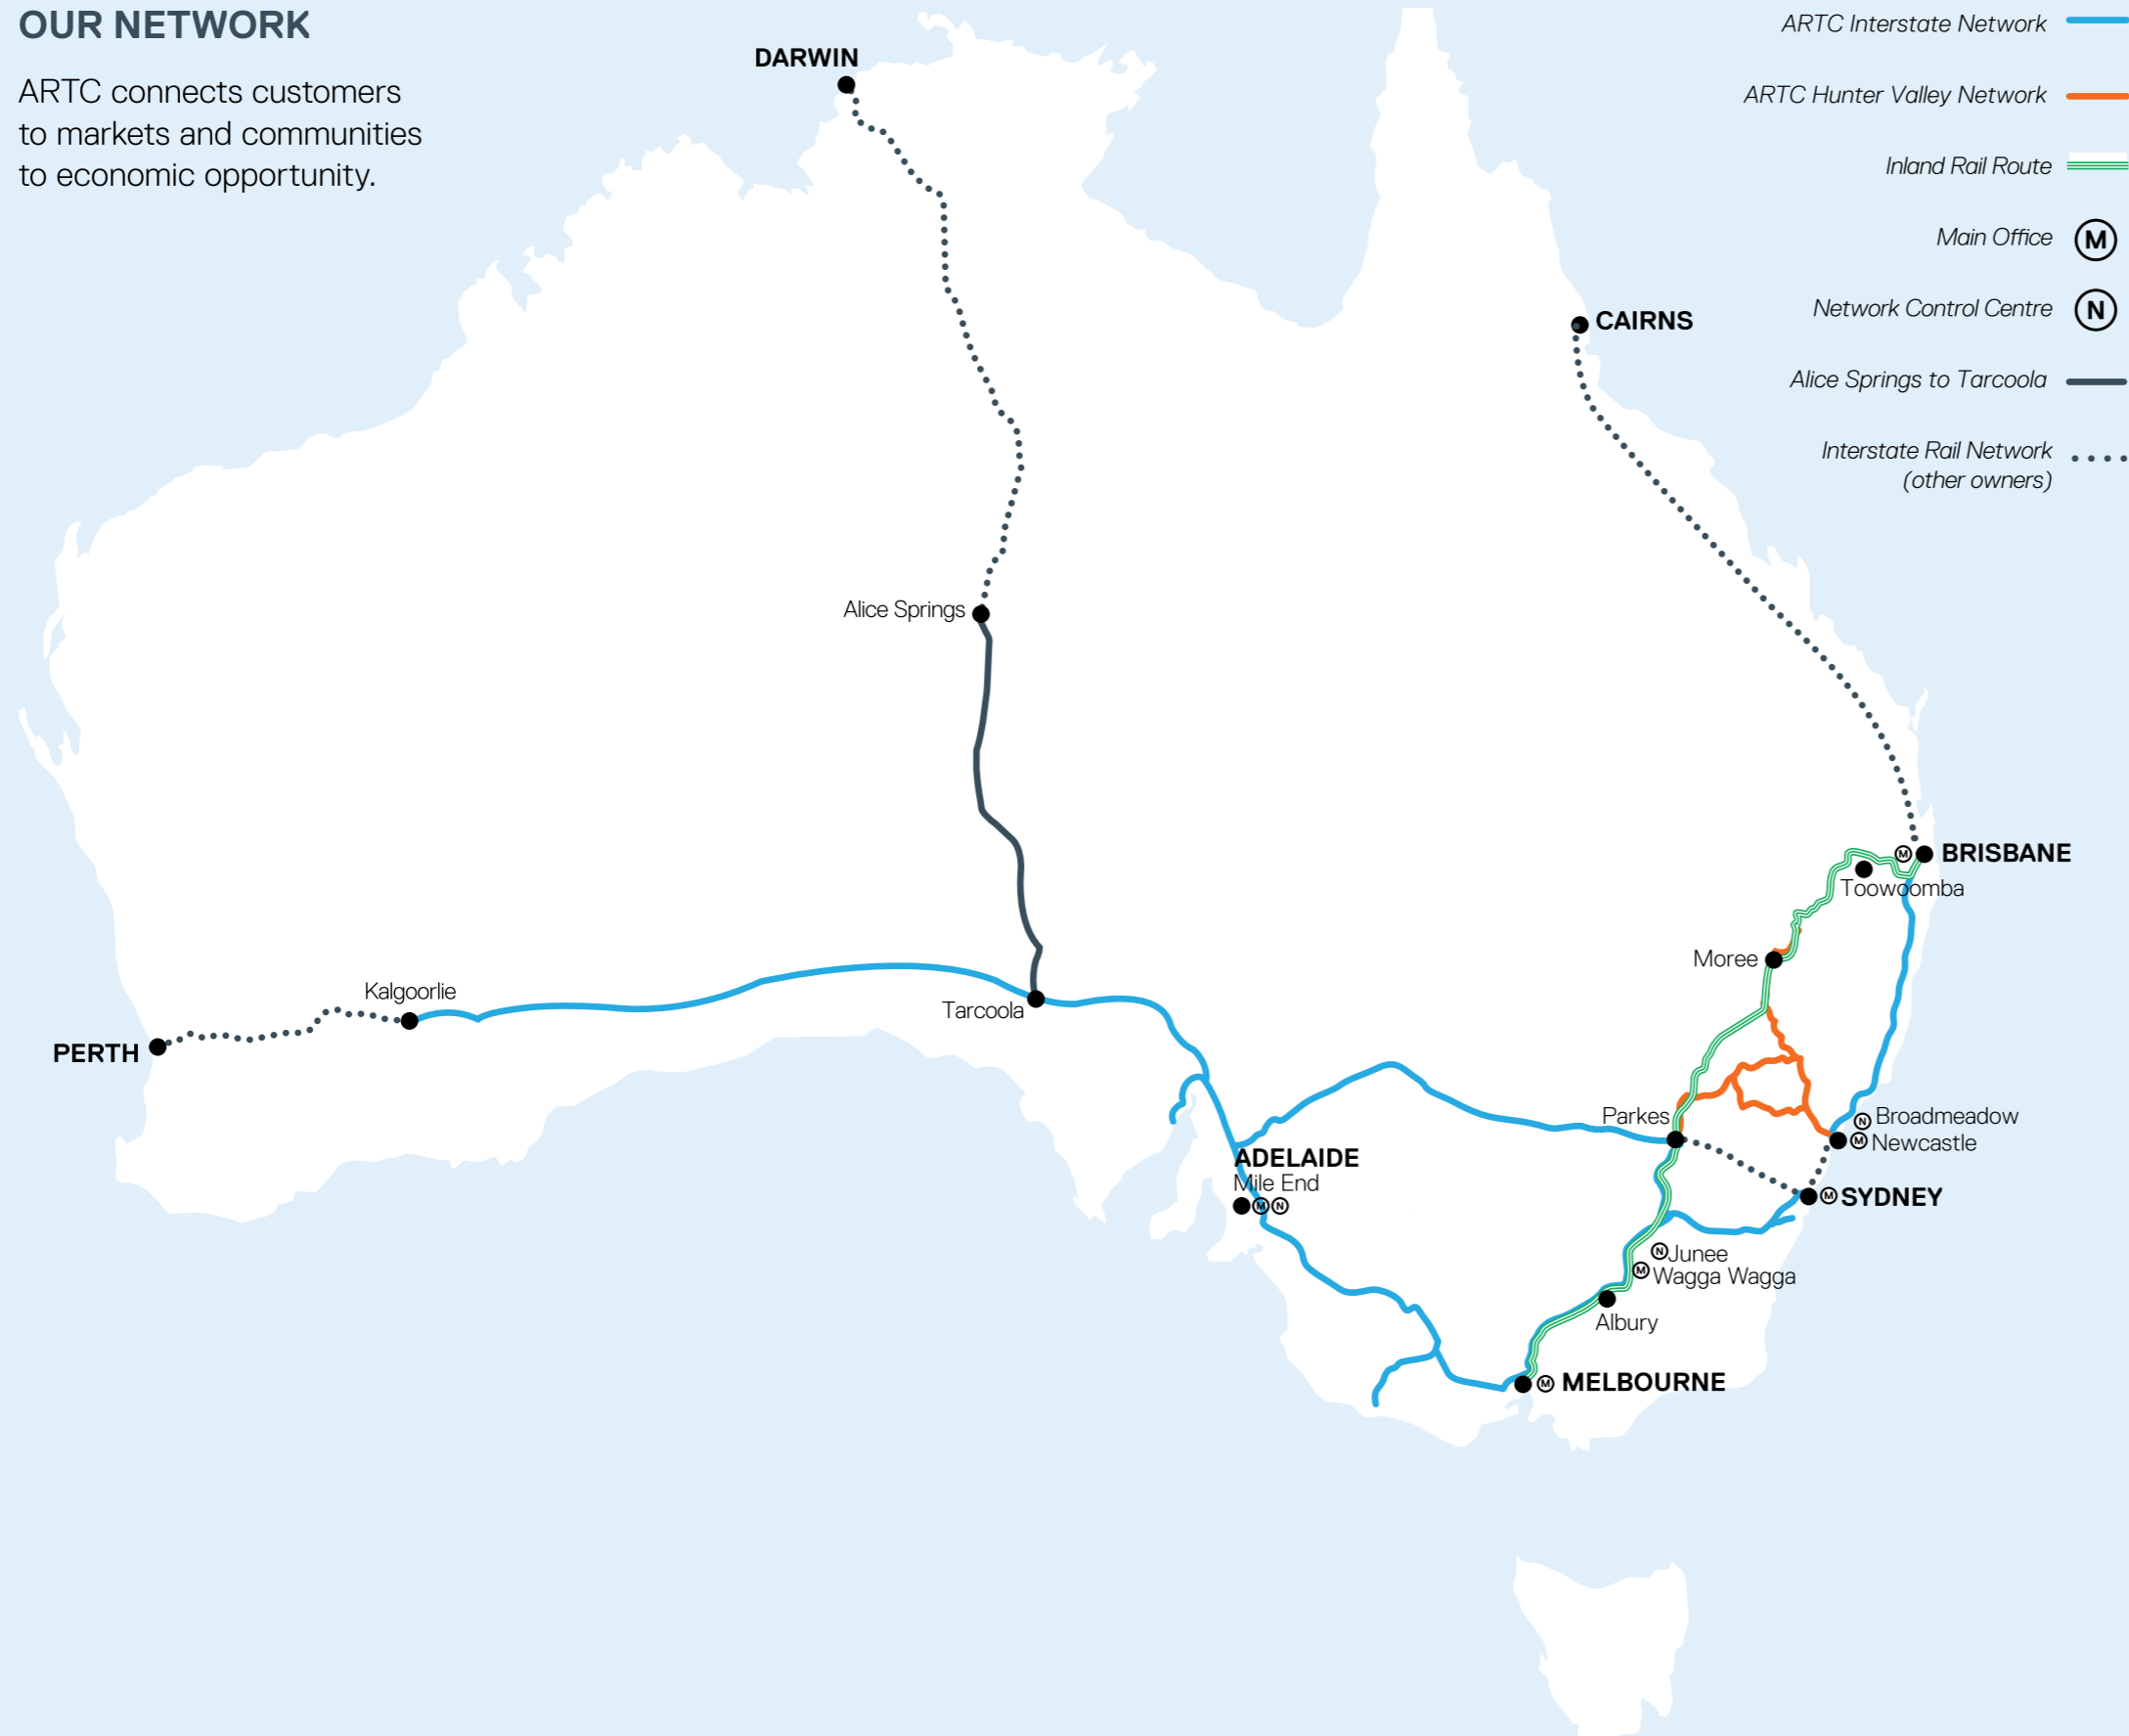 OUR NETWORK
ARTC connects customers
to markets and communities
to economic opportunity.
ARTC Interstate Network
ARTC Hunter Valley Network
Inland Rail Route
Main Office M
Network Control Centre N
Alice Springs to Tarcoola
Interstate Rail Network
(other owners)
DARWIN
CAIRNS
Alice Springs
M BRISBANE
Toowoomba
Moree
Kalgoorlie
Tarcoola
PERTH
Parkes
N Broadmeadow
M Newcastle
ADELAIDE
Mile End
M N
M SYDNEY
N Junee
M Wagga Wagga
Albury
M MELBOURNE